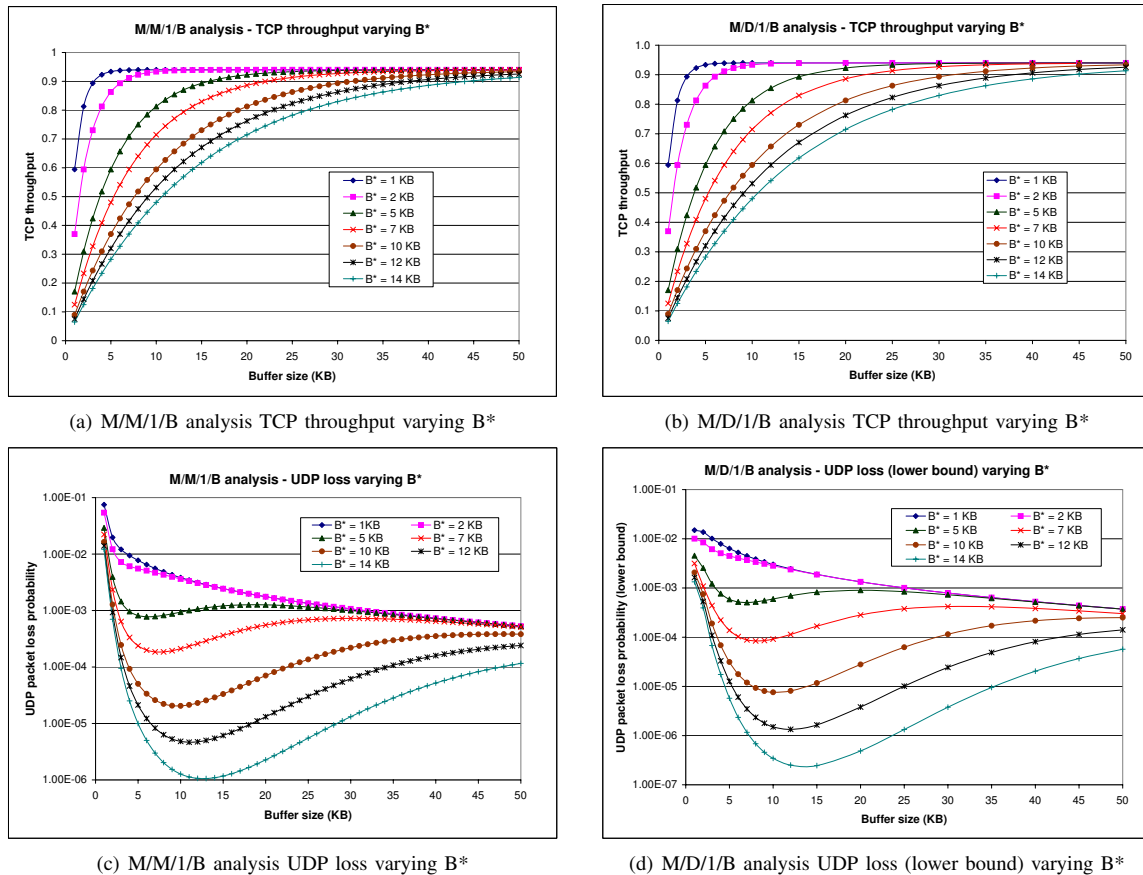 M/M/1/B analysis - TCP throughput varying B*
1
0.9
0.8
0.7
0.6
0.5
0.4
0.3
0.2
0.1
0
TCP throughput
0 5 10 15 20 25 30 35 40 45 50
Buffer size (KB)
B* = 1 KB
B* = 2 KB
B* = 5 KB
B* = 7 KB
B* = 10 KB
B* = 12 KB
B* = 14 KB
(a) M/M/1/B analysis TCP throughput varying B*
M/D/1/B analysis - TCP throughput varying B*
1.0
0.9
0.8
0.7
0.6
0.5
0.4
0.3
0.2
0.1
0.0
TCP throughput
0 5 10 15 20 25 30 35 40 45 50
Buffer size (KB)
B* = 1 KB
B* = 2 KB
B* = 5 KB
B* = 7 KB
B* = 10 KB
B* = 12 KB
B* = 14 KB
(b) M/D/1/B analysis TCP throughput varying B*
M/M/1/B analysis - UDP loss varying B*
1.00E-01
1.00E-02
1.00E-03
1.00E-04
1.00E-05
1.00E-06
UDP packet loss probability
0 5 10 15 20 25 30 35 40 45 50
Buffer size (KB)
B* = 1KB B* = 2 KB
B* = 5 KB B* = 7 KB
B* = 10 KB B* = 12 KB
B* = 14 KB
(c) M/M/1/B analysis UDP loss varying B*
M/D/1/B analysis - UDP loss (lower bound) varying B*
1.00E-01
1.00E-02
1.00E-03
1.00E-04
1.00E-05
1.00E-06
1.00E-07
UDP packet loss probability (lower bound)
0 5 10 15 20 25 30 35 40 45 50
Buffer size (KB)
B* = 1 KB B* = 2 KB
B* = 5 KB B* = 7 KB
B* = 10 KB B* = 12 KB
B* = 14 KB
(d) M/D/1/B analysis UDP loss (lower bound) varying B*